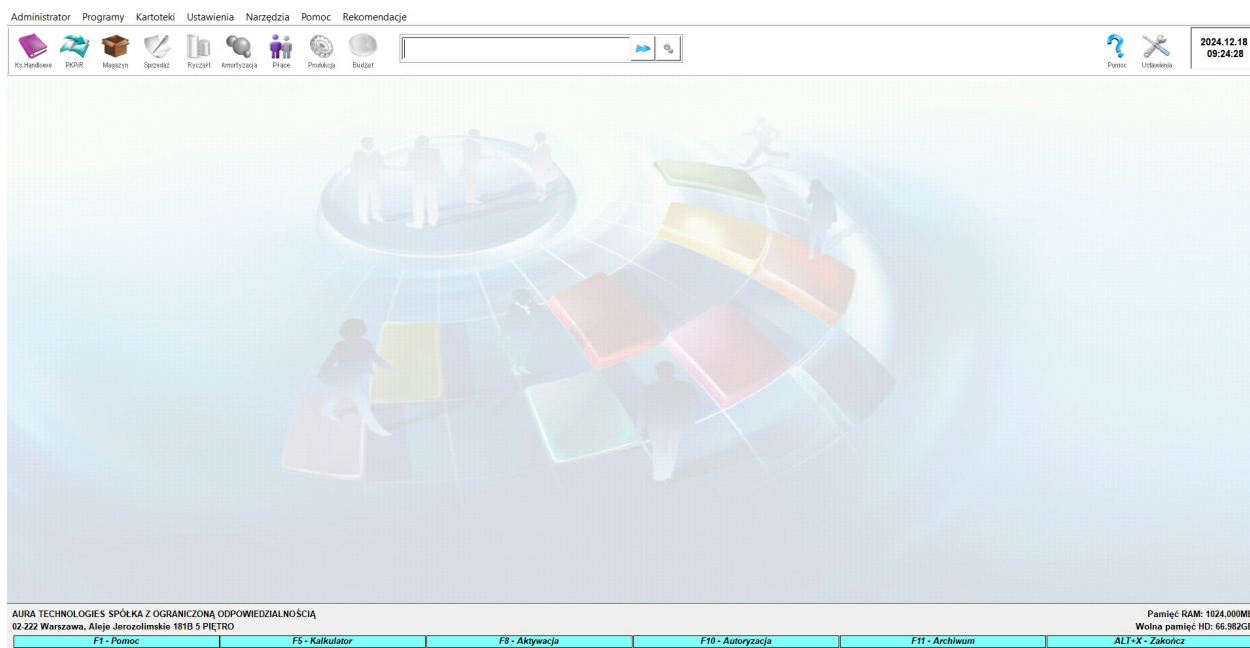 Administrator Programy Kartoteki Ustawienia Narzędzia Pomoc Rekomendacje
Ks.Handlowe PKPiR Magazyn Sprzedaż Ryczałt Amortyzacja Płace Produkcja Budżet Pomoc Ustawienia
2024.12.18
09:24:28
AURA TECHNOLOGIES SPÓŁKA Z OGRANICZONĄ ODPOWIEDZIALNOŚCIĄ Pamięć RAM: 1024.000MB
02-222 Warszawa, Aleje Jerozolimskie 181B 5 PIĘTRO Wolna pamięć HD: 66.982GB
F1 - Pomoc F5 - Kalkulator F8 - Aktywacja F10 - Autoryzacja F11 - Archiwum ALT+X - Zakończ